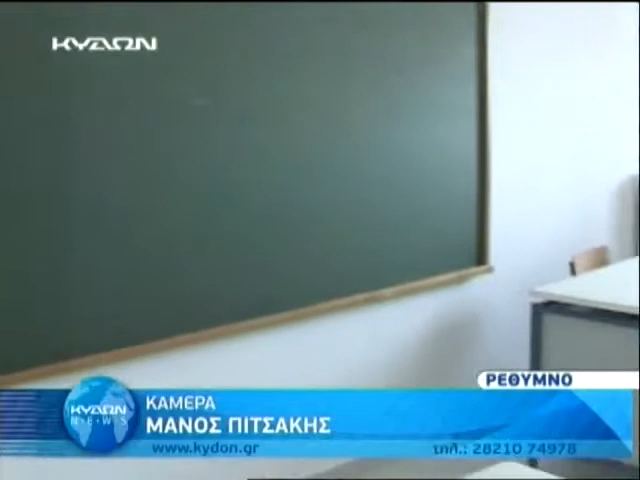 ΚΥΔΩΝ
ΡΕΘΥΜΝΟ
ΚΑΜΕΡΑ
ΚΥΔΩΝ
NEWS
ΜΑΝΟΣ ΠΙΤΣΑΚΗΣ
www.kydon.gr
τηλ.: 28210 74978